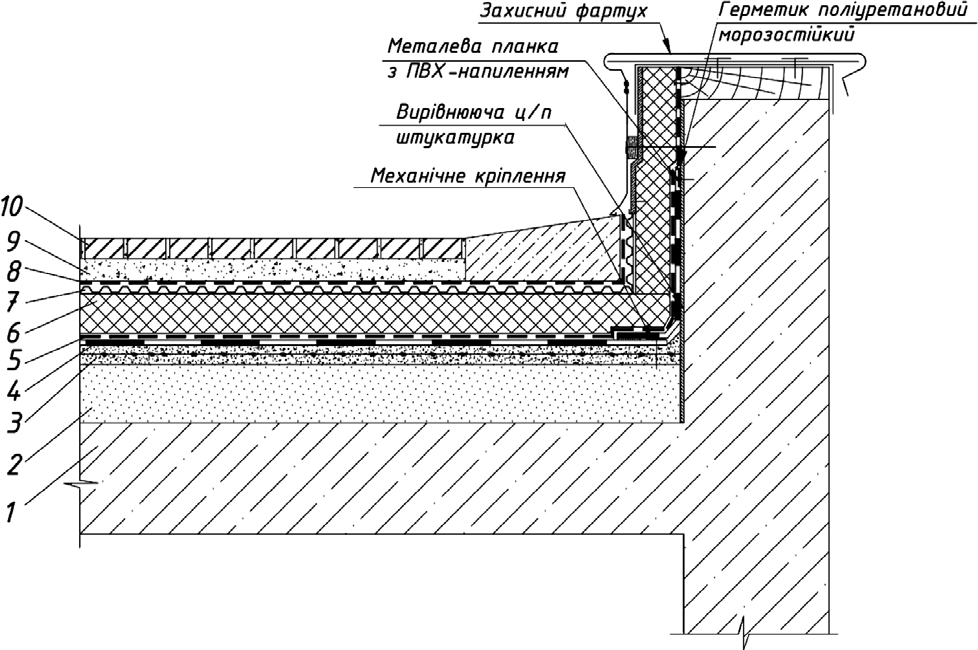 Захисний фартух
Герметик поліуретановий
морозостійкий
Металева планка
з ПВХ-напиленням
Вирівнююча ц/п
штукатурка
Механічне кріплення
10
9
8
7
6
5
4
3
2
1